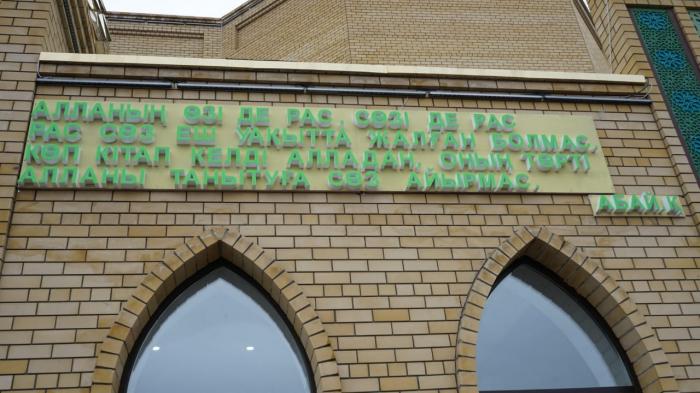 АЛЛАНЫҢ ӨЗІ ДЕ РАС, СӨЗІ ДЕ РАС
РАС СӨЗ ЕШ УАҚЫТТА ЖАЛҒАН БОЛМАС,
КӨП КІТАП КЕЛДІ АЛЛАДАН, ОНЫҢ ТӨРТІ
АЛЛАНЫ ТАНЫТУҒА СӨЗ АЙЫРМАС,
АБАЙ.Қ